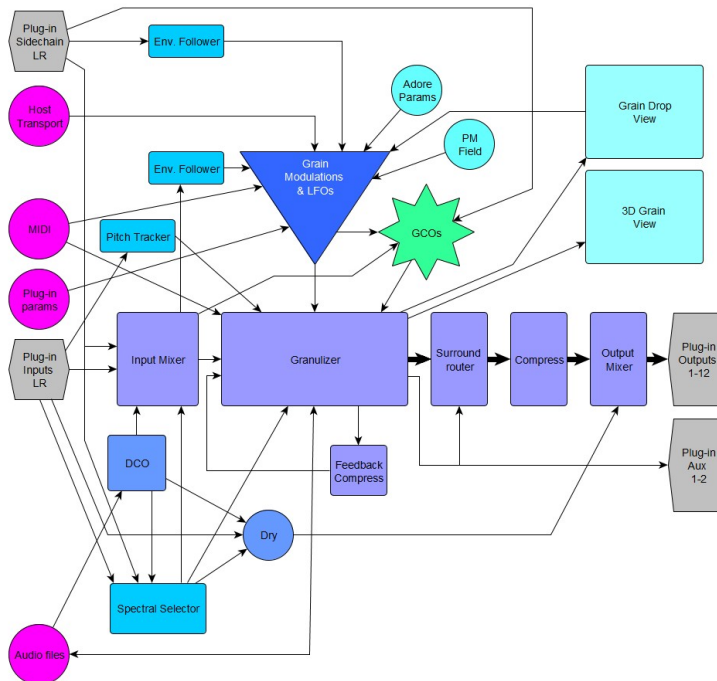 Plug-in
Sidechain
LR
Env. Follower
Adore
Params
Host
Transport
Grain Drop
View
PM
Field
Env. Follower
Grain
Modulations
& LFOs
MIDI
Pitch Tracker
GCOs
3D Grain
View
Plug-in
params
Plug-in
Inputs
LR
Input Mixer
Granulizer
Surround
router
Compress
Output
Mixer
Plug-in
Outputs
1-12
DCO
Feedback
Compress
Plug-in
Aux
1-2
Dry
Spectral Selector
Audio files